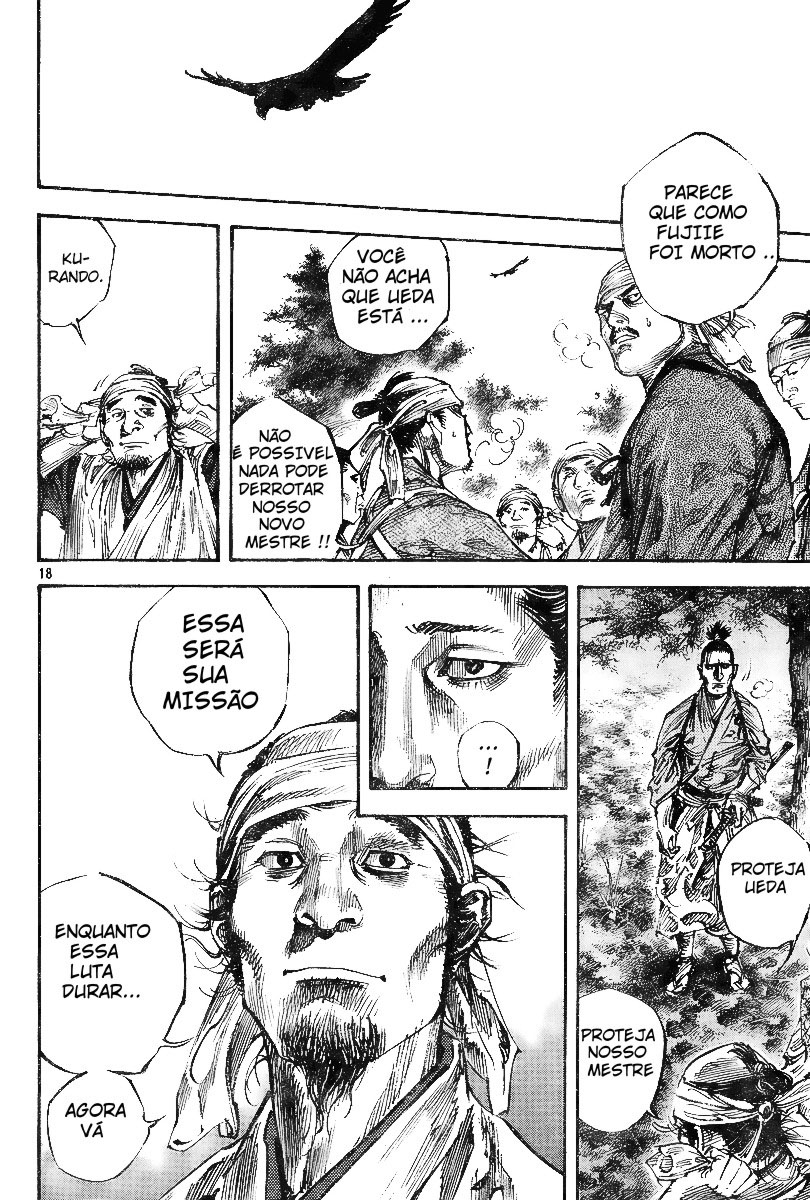 PARECE
QUE COMO
FUJIIE
FOI MORTO ..
VOCÊ
NÃO ACHA
QUE UEDA
ESTÁ ...
NÃO
É POSSIVEL
NADA PODE
DERROTAR
NOSSO
NOVO
MESTRE !!
KU-
RANDO.
18
PROTEJA
UEDA
PROTEJA
NOSSO
MESTRE
...
!
ESSA
SERÁ
SUA
MISSÃO
ENQUANTO
ESSA
LUTA
DURAR...
AGORA
VÁ